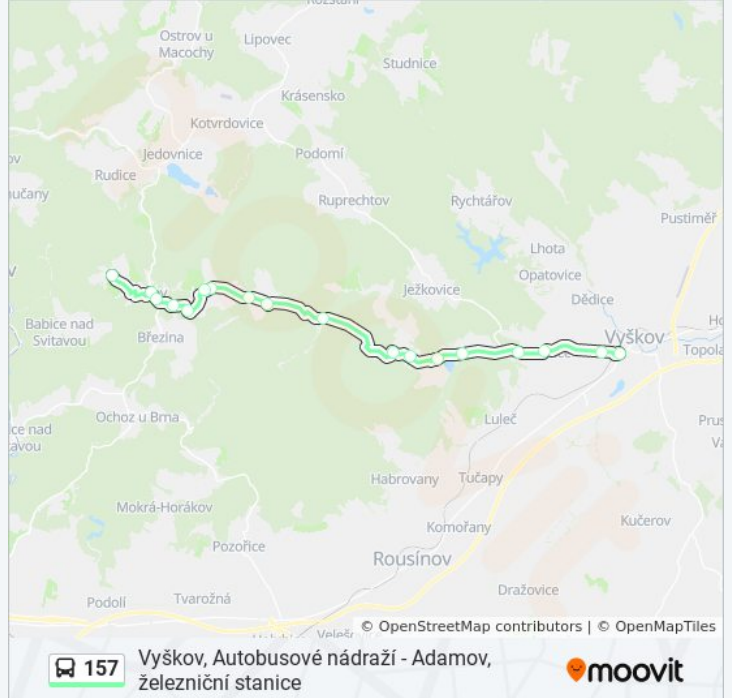 Ostrov u
Macochy
Lipovec
Studnice
Krásensko
Kotvrdovice
Podomí
Jedovnice
Rudice
Ruprechtov
Rychtářov
Pustiměř
Lhota
Opatovice
Ježkovice
Dědice
Babice nad
Svitavou
Březina
Vyškov
Topola
Ochoz u Brna
Luleč
Habrovany
Tučapy
Mokrá-Horákov
Komořany
Kučerov
Pozořice
Rousínov
Dražovice
Podolí
Tvarožná
© OpenStreetMap contributors | © OpenMapTiles
157
Vyškov, Autobusové nádraží - Adamov,
železniční stanice
moovit